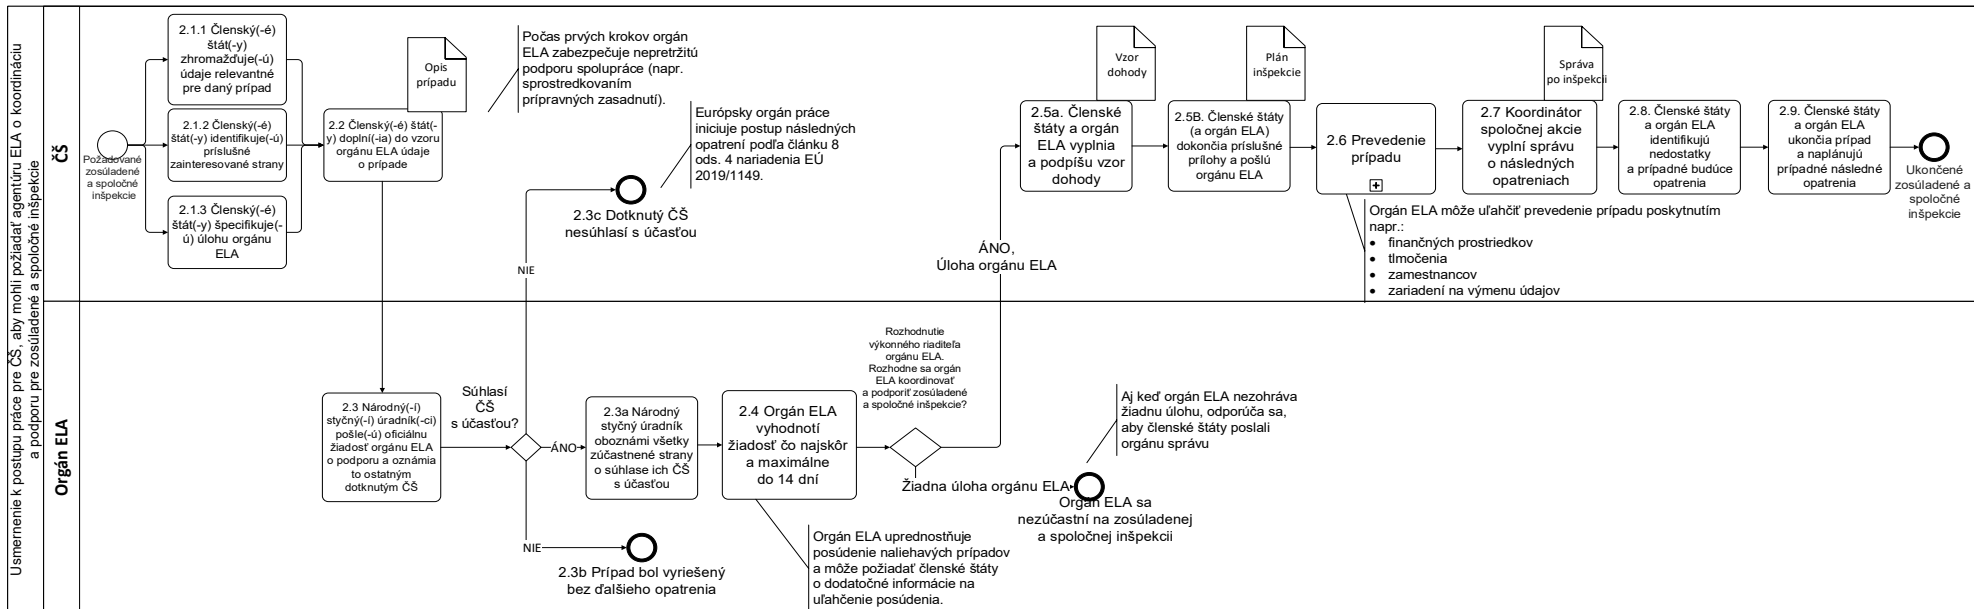 Usmernenie k postupu práce pre ČŠ, aby mohli požiadať agentúru ELA o koordináciu
a podporu pre zosúladené a spoločné inšpekcie
ČŠ
Požadované
zosúladené
a spoločné
inšpekcie
2.1.1 Členský(-é)
štát(-y)
zhromažďuje(-ú)
údaje relevantné
pre daný prípad
2.1.2 Členský(-é)
štát(-y) identifikuje(-ú)
príslušné
zainteresované strany
2.1.3 Členský(-é)
štát(-y) špecifikuje(-
ú) úlohu orgánu
ELA
Opis
prípadu
2.2 Členský(-é) štát(-
y) doplní(-ia) do vzoru
orgánu ELA údaje
o prípade
Počas prvých krokov orgán
ELA zabezpečuje nepretržitú
podporu spolupráce (napr.
sprostredkovaním
prípravných zasadnutí).
Európsky orgán práce
iniciuje postup následných
opatrení podľa článku 8
ods. 4 nariadenia EÚ
2019/1149.
2.3c Dotknutý ČŠ
nesúhlasí s účasťou
NIE
ÁNO,
Úloha orgánu ELA
Vzor
dohody
2.5a. Členské
štáty a orgán
ELA vyplnia
a podpíšu vzor
dohody
Plán
inšpekcie
2.5B. Členské štáty
(a orgán ELA)
dokončia príslušné
prílohy a pošlú
orgánu ELA
2.6 Prevedenie
prípadu
Orgán ELA môže uľahčiť prevedenie prípadu poskytnutím
napr.:
• finančných prostriedkov
• tlmočenia
• zamestnancov
• zariadení na výmenu údajov
Správa
po inšpekcii
2.7 Koordinátor
spoločnej akcie
vyplní správu
o následných
opatreniach
2.8. Členské štáty
a orgán ELA
identifikujú
nedostatky
a prípadné budúce
opatrenia
2.9. Členské štáty
a orgán ELA
ukončia prípad
a naplánujú
prípadné následné
opatrenia
Ukončené
zosúladené a
spoločné
inšpekcie
Orgán ELA
2.3 Národný(-í)
styčný(-í) úradník(-ci)
pošle(-ú) oficiálnu
žiadosť orgánu ELA
o podporu a oznámia
to ostatným
dotknutým ČŠ
Súhlasí
ČŠ
s účasťou?
ÁNO
NIE
2.3b Prípad bol vyriešený
bez ďalšieho opatrenia
2.3a Národný
styčný úradník
oboznámi všetky
zúčastnené strany
o súhlase ich ČŠ
s účasťou
2.4 Orgán ELA
vyhodnotí
žiadosť čo najskôr
a maximálne
do 14 dní
Orgán ELA uprednostňuje
posúdenie naliehavých prípadov
a môže požiadať členské štáty
o dodatočné informácie na
uľahčenie posúdenia.
Rozhodnutie
výkonného riaditeľa
orgánu ELA.
Rozhodne sa orgán
ELA koordinovať
a podporiť zosúladené
a spoločné inšpekcie?
Žiadna úloha orgánu ELA
Orgán ELA sa
nezúčastní na zosúladenej
a spoločnej inšpekcii
Aj keď orgán ELA nezohráva
žiadnu úlohu, odporúča sa,
aby členské štáty poslali
orgánu správu